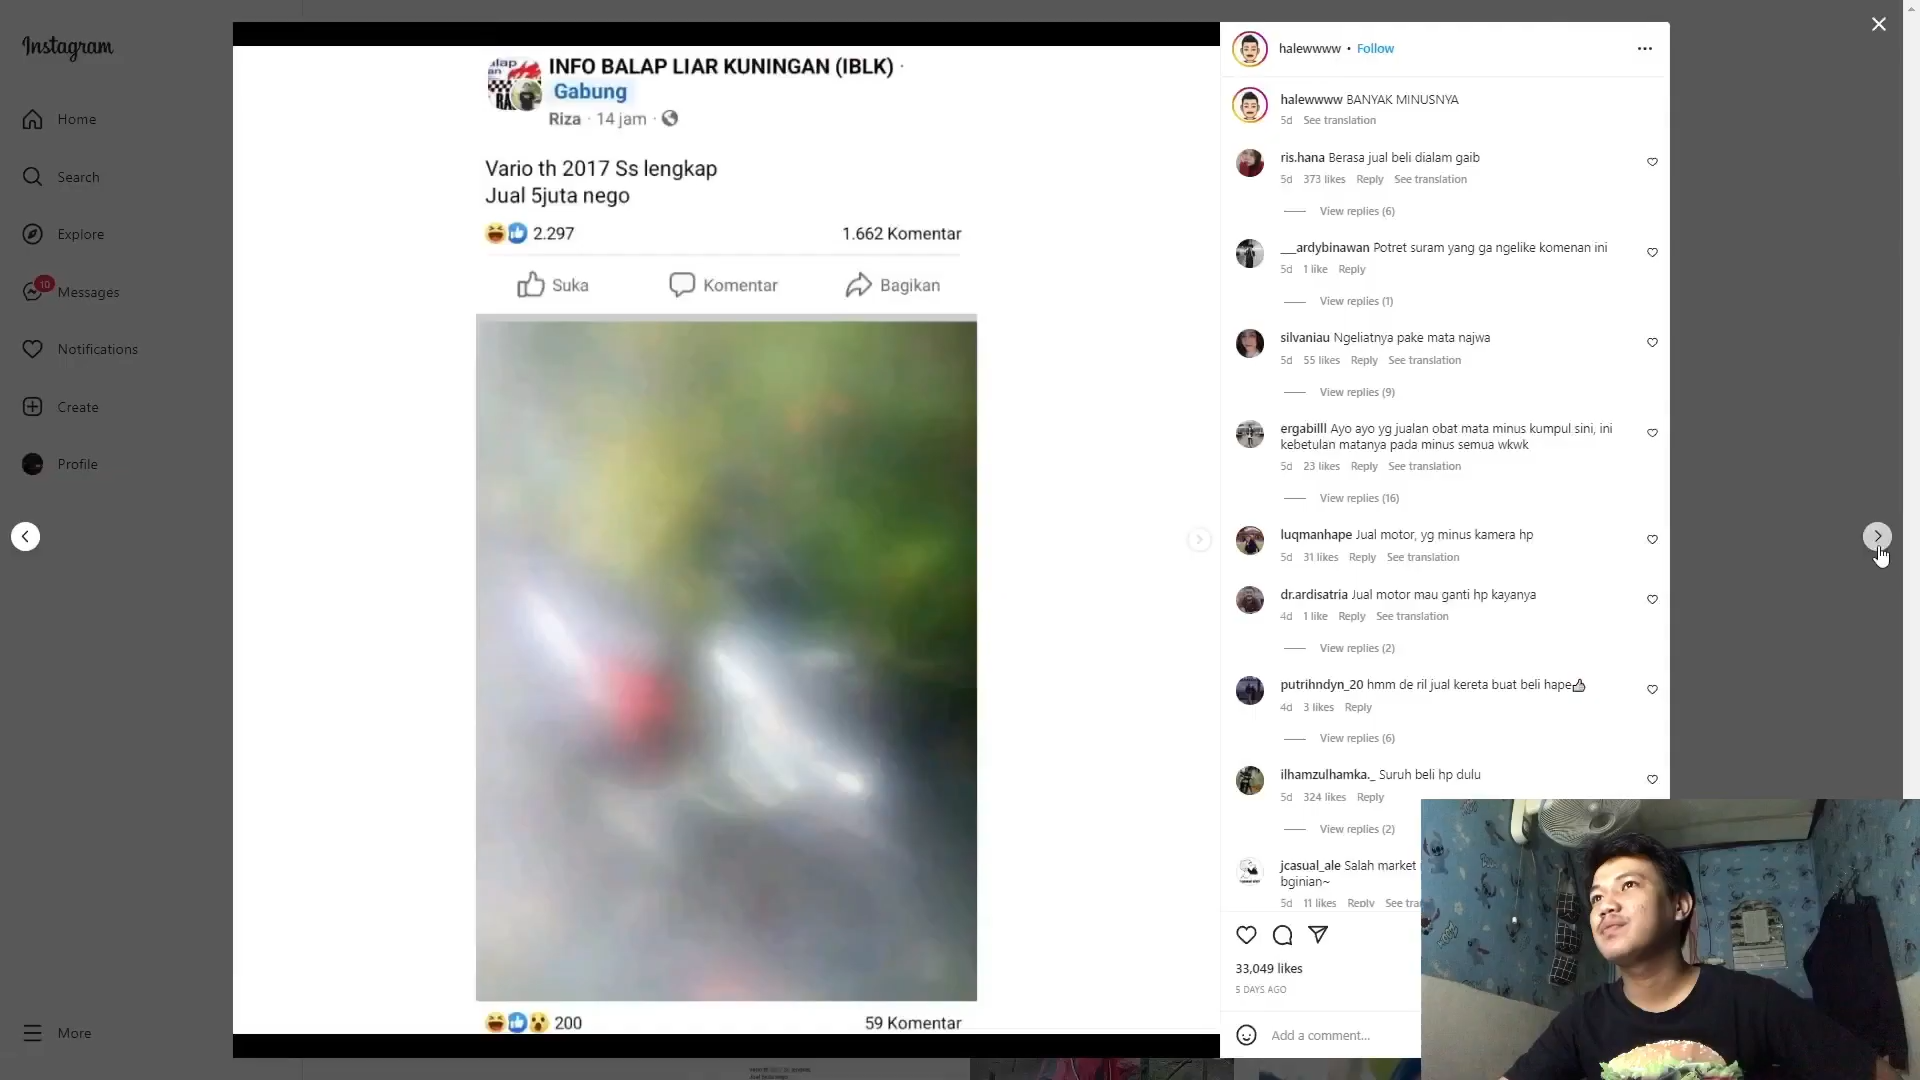 Instagram
Home
Search
Explore
10
Messages
Notifications
Create
Profile
More
INFO BALAP LIAR KUNINGAN (IBLK) ·
Gabung
Riza · 14 jam ·
Vario th 2017 Ss lengkap
Jual 5juta nego
2.297
1.662 Komentar
Suka
Komentar
Bagikan
200
59 Komentar
halewwww • Follow
halewwww BANYAK MINUSNYA
5d See translation
ris.hana Berasa jual beli dialam gaib
5d 373 likes Reply See translation
View replies (6)
___ardybinawan Potret suram yang ga ngelike komenan ini
5d 1 like Reply
View replies (1)
silvaniau Ngeliatnya pake mata najwa
5d 55 likes Reply See translation
View replies (9)
ergabilll Ayo ayo yg jualan obat mata minus kumpul sini, ini
kebetulan matanya pada minus semua wkwk
5d 23 likes Reply See translation
View replies (16)
luqmanhape Jual motor, yg minus kamera hp
5d 31 likes Reply See translation
dr.ardisatria Jual motor mau ganti hp kayanya
4d 1 like Reply See translation
View replies (2)
putrihndyn_20 hmm de ril jual kereta buat beli hape👍
4d 3 likes Reply
View replies (6)
ilhamzulhamka._ Suruh beli hp dulu
5d 324 likes Reply
View replies (2)
jcasual_ale Salah market
bginian~
5d 11 likes Reply See tra
33,049 likes
5 DAYS AGO
Add a comment...